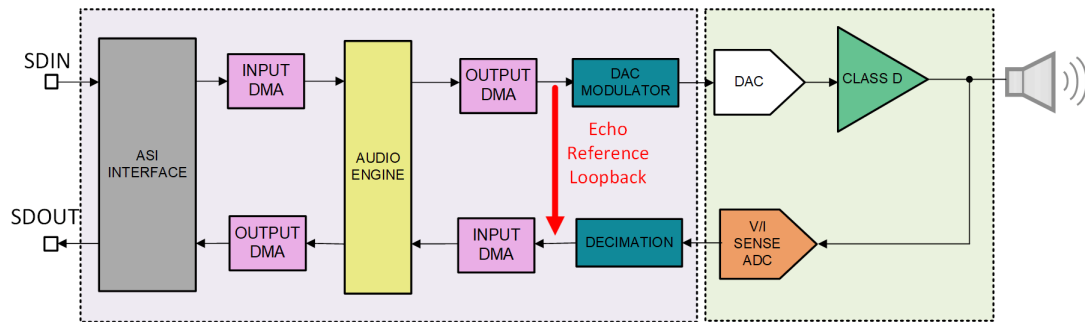 SDIN
ASI
INTERFACE
INPUT
DMA
AUDIO
ENGINE
OUTPUT
DMA
DAC
MODULATOR
DAC
CLASS D
Echo
Reference
Loopback
SDOUT
OUTPUT
DMA
INPUT
DMA
DECIMATION
V/I
SENSE
ADC